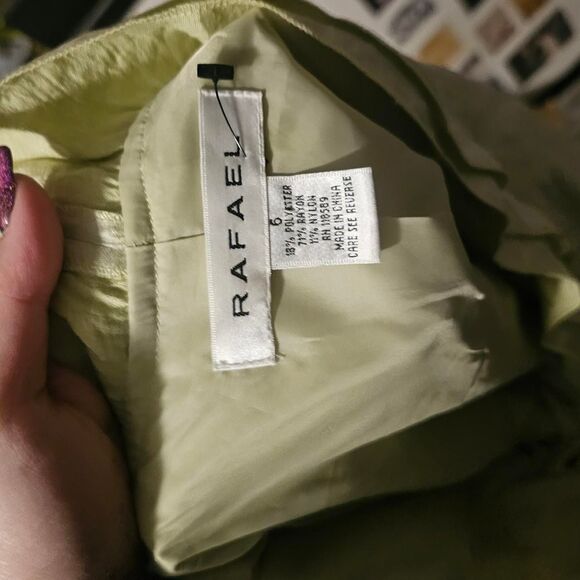 RAFAEL
6
18% POLYESTER
71% RAYON
11% NYLON
RN 118589
MADE IN CHINA
CARE SEE REVERSE